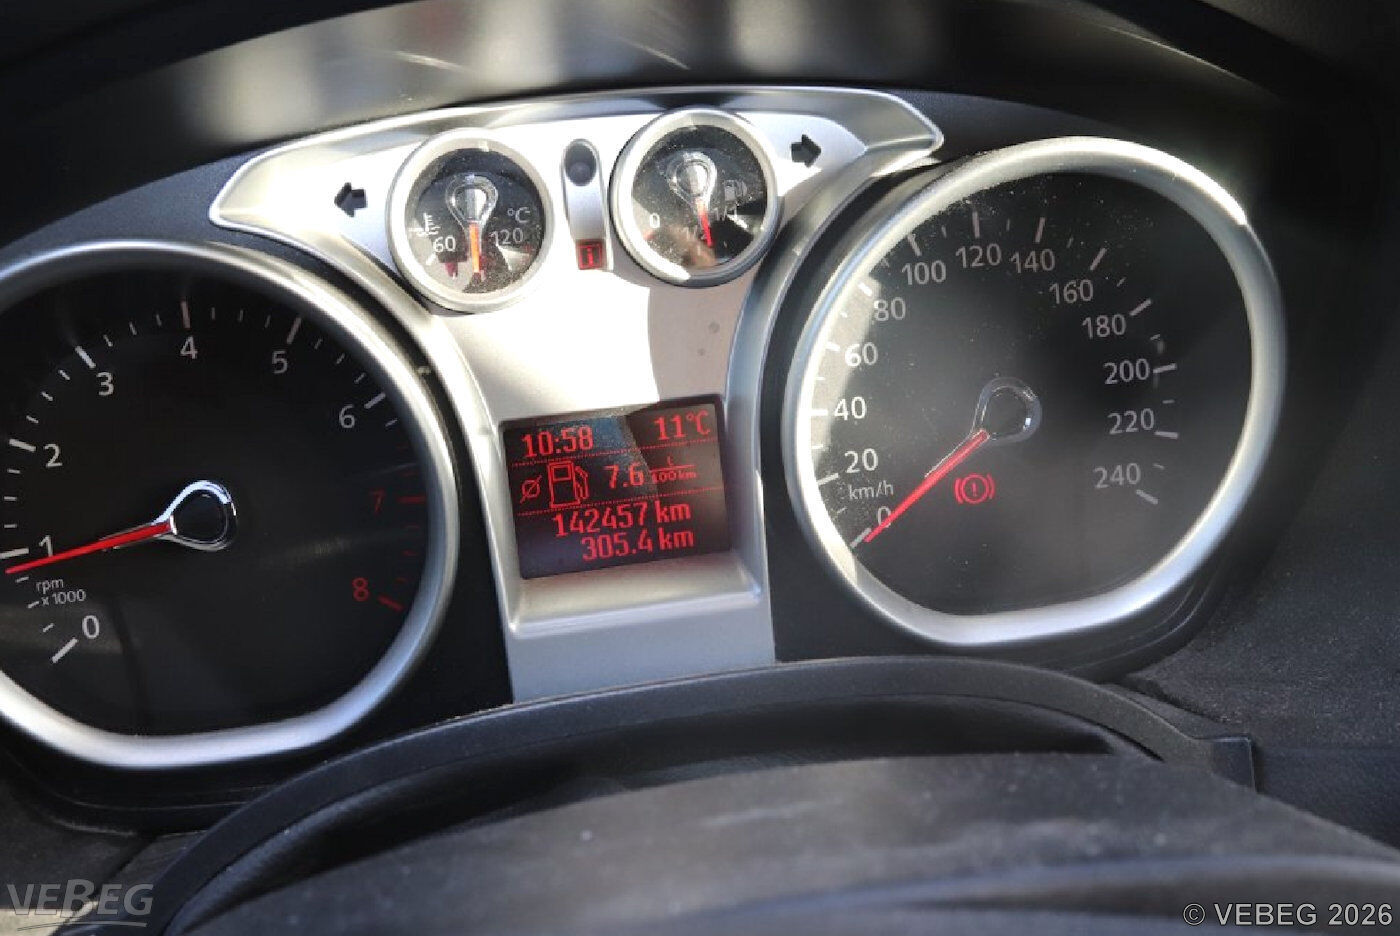 60 120 °C
0 1/2 1/1
i
0 1 2 3 4 5 6 7 8
rpm
x 1000
10:58 11°C
Ø 7.6 L/100km
142457 km
305.4 km
0 20 40 60 80 100 120 140 160 180 200 220 240
km/h
(!)
VEBEG
© VEBEG 2026